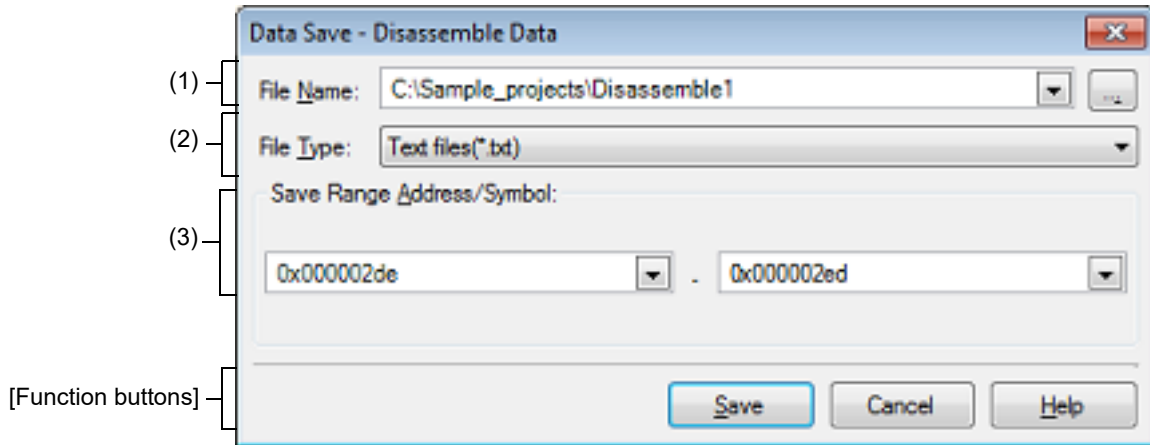 Data Save - Disassemble Data
(1) File Name: C:\Sample_projects\Disassemble1 ...
(2) File Type: Text files(*.txt)
Save Range Address/Symbol:
(3)
0x000002de - 0x000002ed
[Function buttons] Save Cancel Help